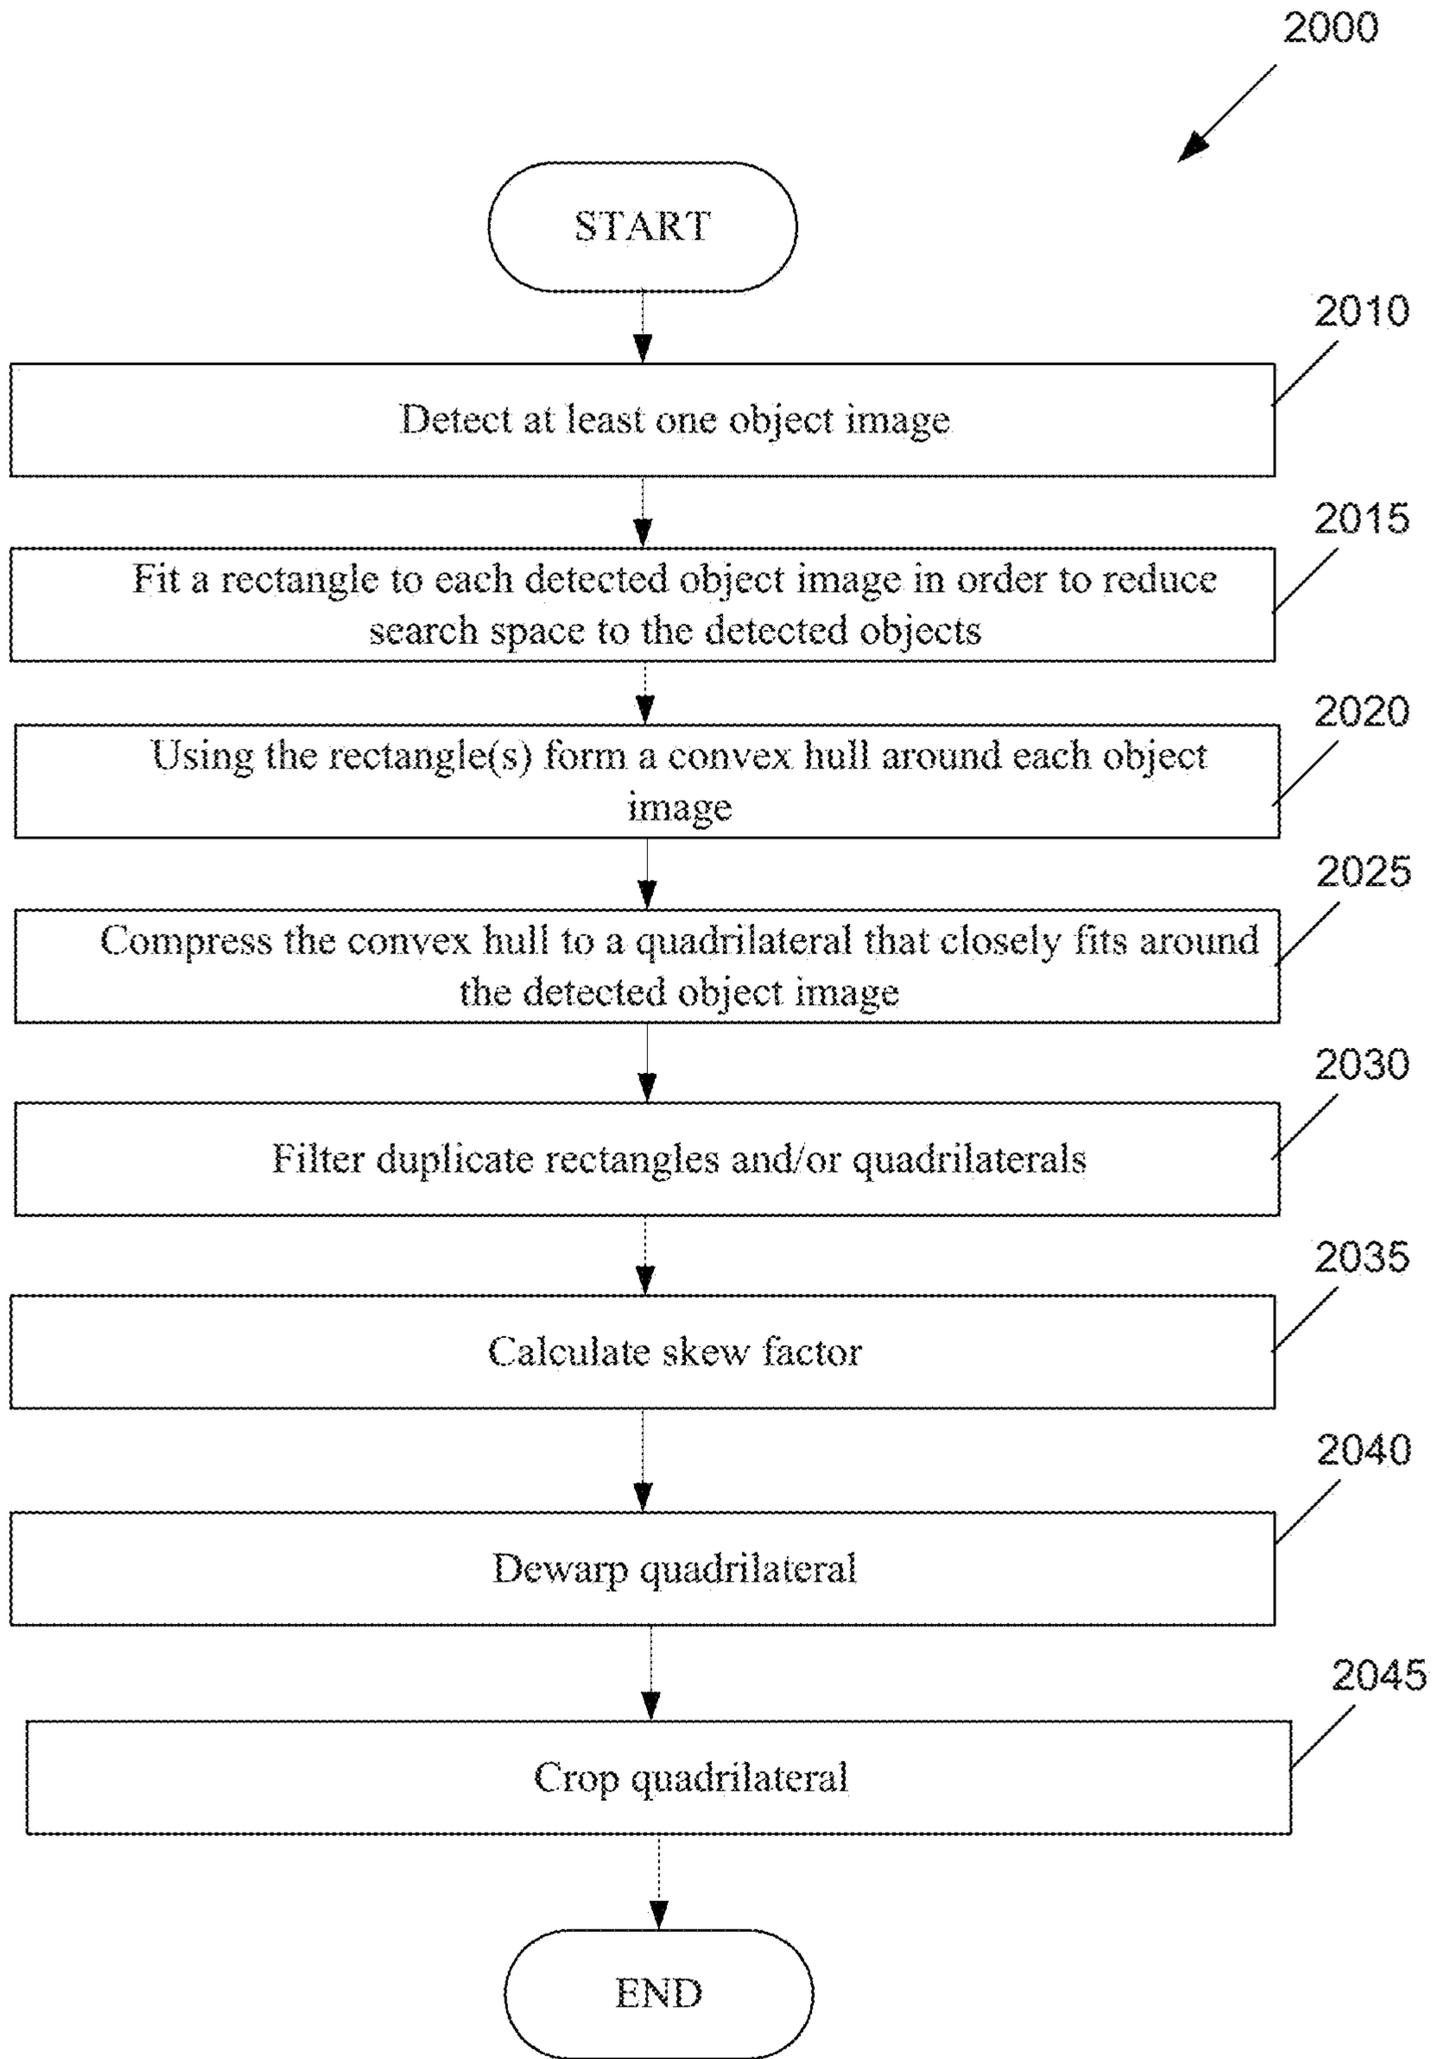 2000
START
2010
Detect at least one object image
2015
Fit a rectangle to each detected object image in order to reduce
search space to the detected objects
2020
Using the rectangle(s) form a convex hull around each object
image
2025
Compress the convex hull to a quadrilateral that closely fits around
the detected object image
2030
Filter duplicate rectangles and/or quadrilaterals
2035
Calculate skew factor
2040
Dewarp quadrilateral
2045
Crop quadrilateral
END